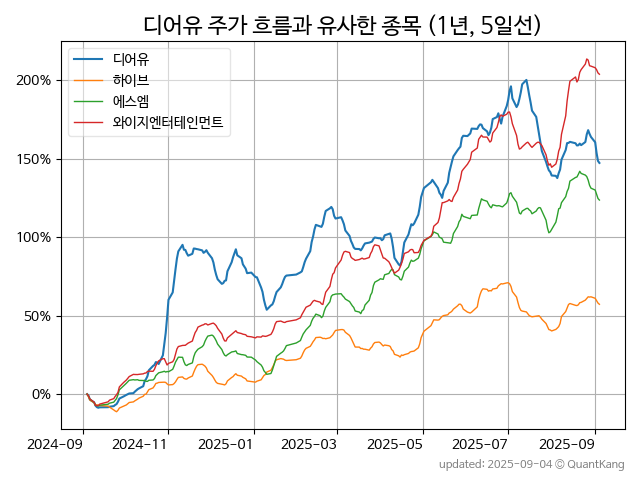 디어유 주가 흐름과 유사한 종목 (1년, 5일선)
디어유
하이브
에스엠
와이지엔터테인먼트
200%
150%
100%
50%
0%
2024-09 2024-11 2025-01 2025-03 2025-05 2025-07 2025-09
updated: 2025-09-04 © QuantKang